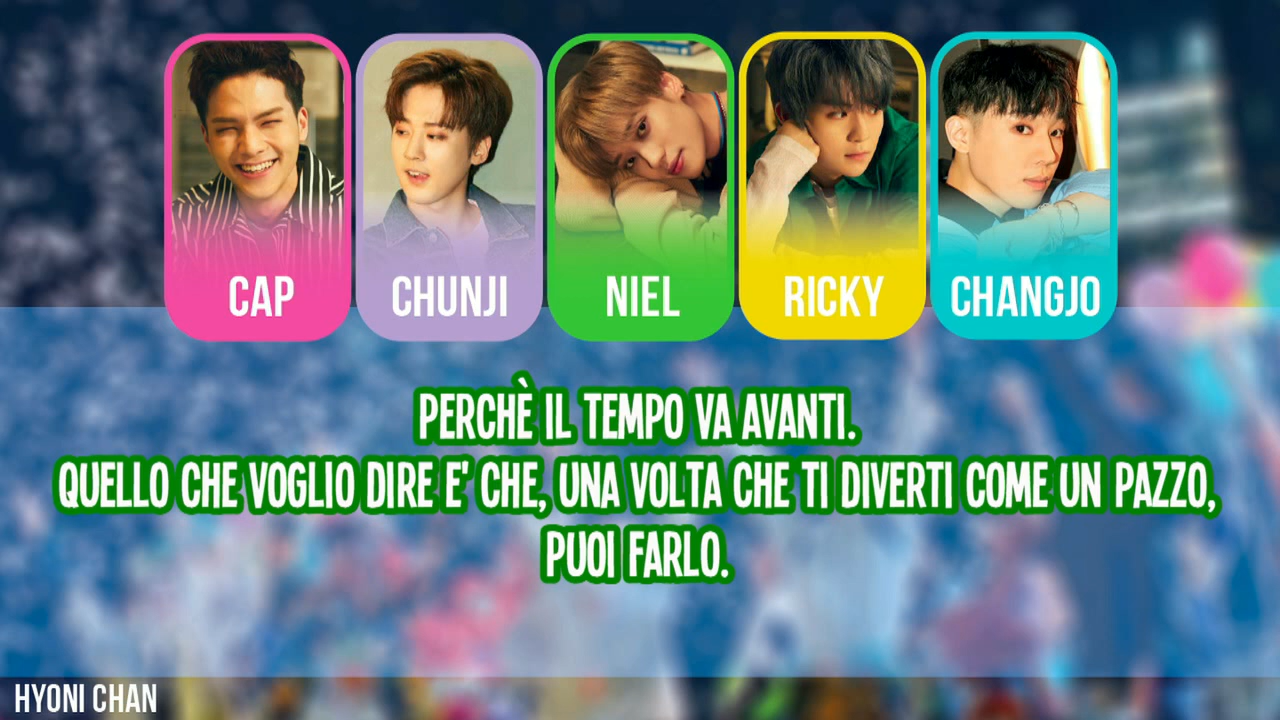 CAP
CHUNJI
NIEL
RICKY
CHANGJO
PERCHÈ IL TEMPO VA AVANTI.
QUELLO CHE VOGLIO DIRE E' CHE, UNA VOLTA CHE TI DIVERTI COME UN PAZZO,
PUOI FARLO.
HYONI CHAN